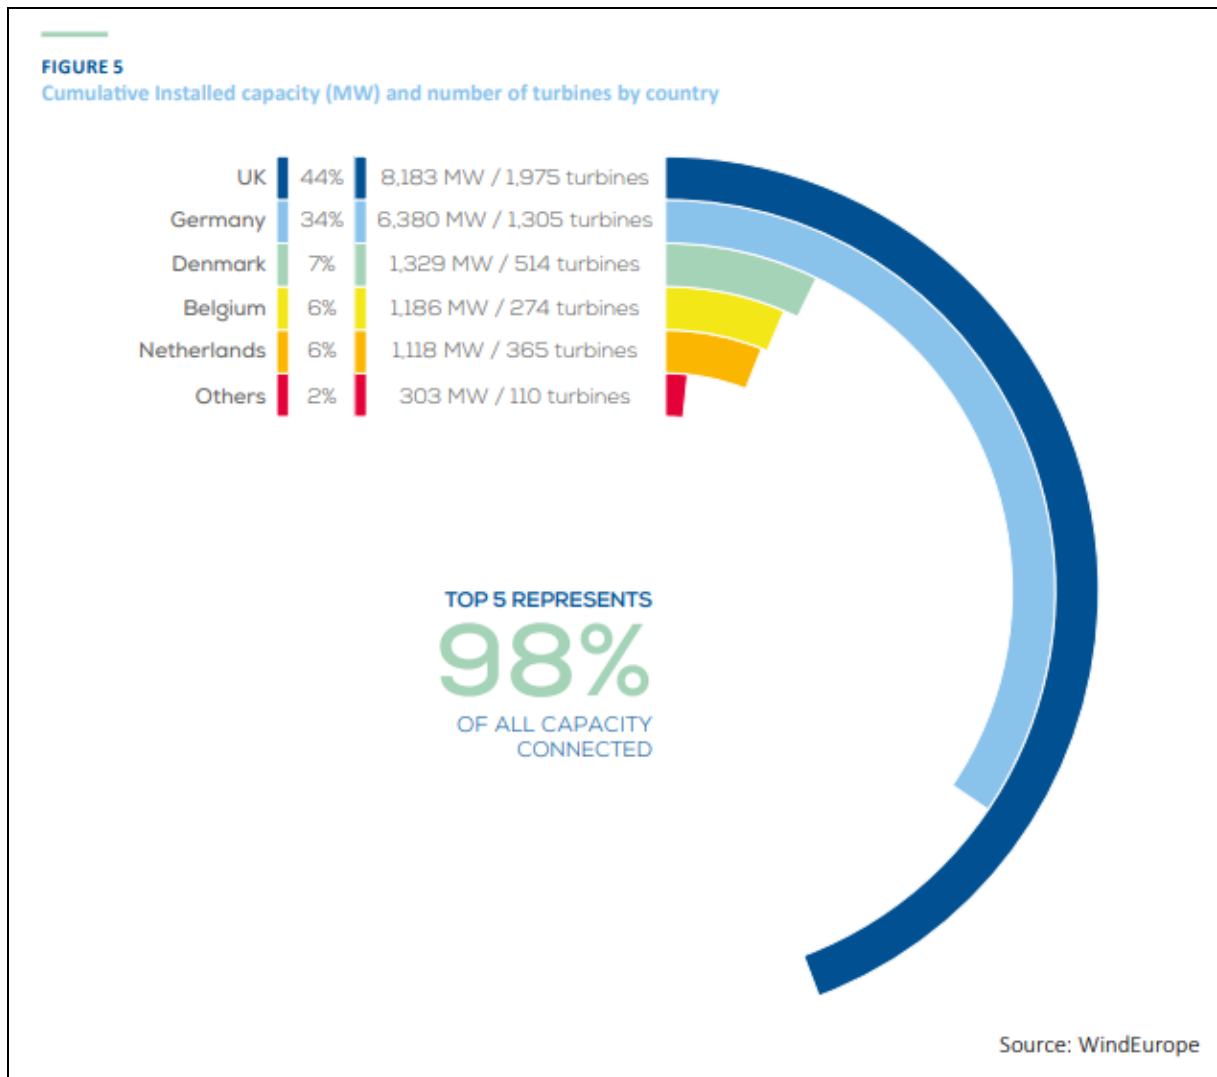 FIGURE 5
Cumulative Installed capacity (MW) and number of turbines by country
UK 44% 8,183 MW / 1,975 turbines
Germany 34% 6,380 MW / 1,305 turbines
Denmark 7% 1,329 MW / 514 turbines
Belgium 6% 1,186 MW / 274 turbines
Netherlands 6% 1,118 MW / 365 turbines
Others 2% 303 MW / 110 turbines
TOP 5 REPRESENTS
98%
OF ALL CAPACITY
CONNECTED
Source: WindEurope